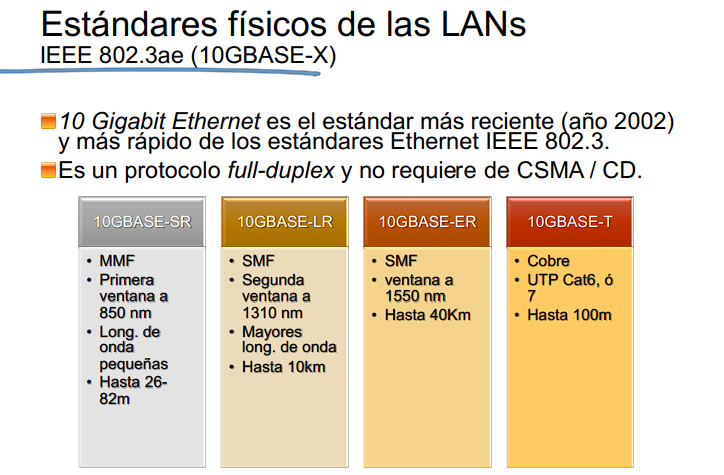 Estándares físicos de las LANs
IEEE 802.3ae (10GBASE-X)
10 Gigabit Ethernet es el estándar más reciente (año 2002)
y más rápido de los estándares Ethernet IEEE 802.3.
Es un protocolo full-duplex y no requiere de CSMA / CD.
10GBASE-SR
• MMF
• Primera
ventana a
850 nm
• Long. de
onda
pequeñas
• Hasta 26-
82m
10GBASE-LR
• SMF
• Segunda
ventana a
1310 nm
• Mayores
long. de onda
• Hasta 10km
10GBASE-ER
• SMF
• ventana a
1550 nm
• Hasta 40Km
10GBASE-T
• Cobre
• UTP Cat6, ó
7
• Hasta 100m